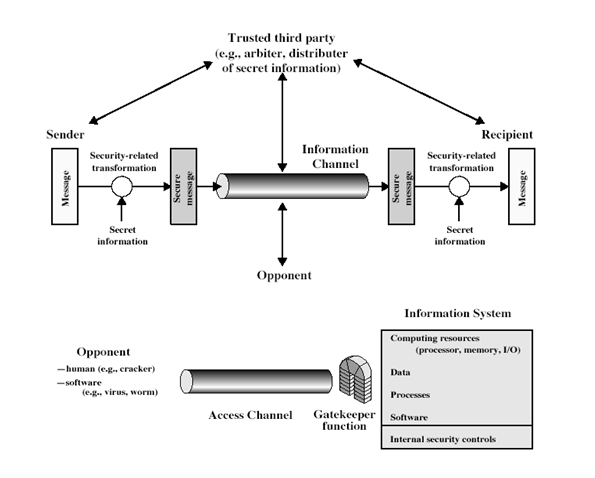 Trusted third party
(e.g., arbiter, distributer
of secret information)
Sender
Recipient
Information
Channel
Security-related
transformation
Security-related
transformation
Message
Secure
message
Secure
message
Message
Secret
information
Secret
information
Opponent
Information System
Computing resources
(processor, memory, I/O)
Data
Processes
Software
Internal security controls
Opponent
—human (e.g., cracker)
—software
(e.g., virus, worm)
Access Channel
Gatekeeper
function